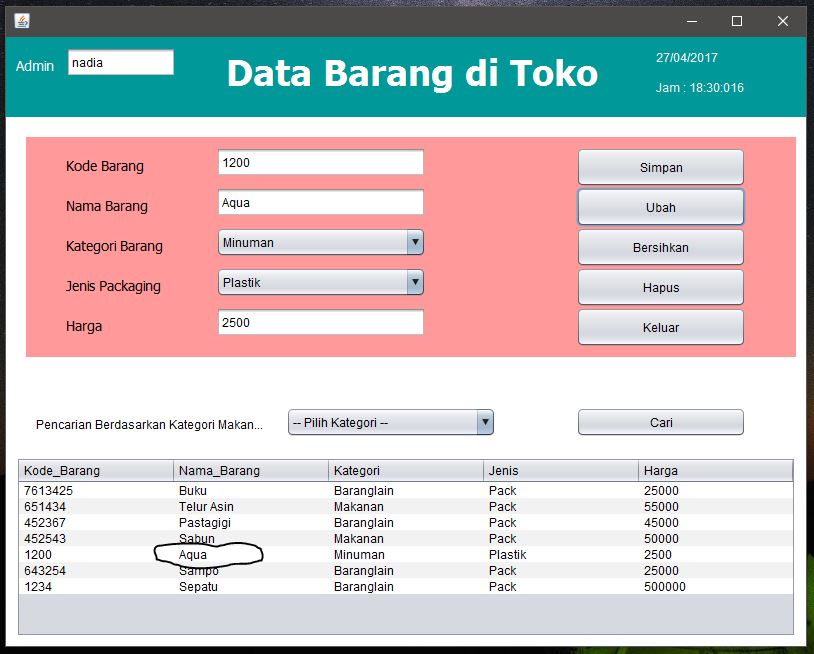 Admin nadia Data Barang di Toko 27/04/2017
Jam : 18:30:016
Kode Barang 1200 Simpan
Nama Barang Aqua Ubah
Kategori Barang Minuman Bersihkan
Jenis Packaging Plastik Hapus
Harga 2500 Keluar
Pencarian Berdasarkan Kategori Makan... -- Pilih Kategori -- Cari
Kode_Barang Nama_Barang Kategori Jenis Harga
7613425 Buku Baranglain Pack 25000
651434 Telur Asin Makanan Pack 55000
452367 Pastagigi Baranglain Pack 45000
452543 Sabun Makanan Pack 50000
1200 Aqua Minuman Plastik 2500
643254 Sampo Baranglain Pack 25000
1234 Sepatu Baranglain Pack 500000